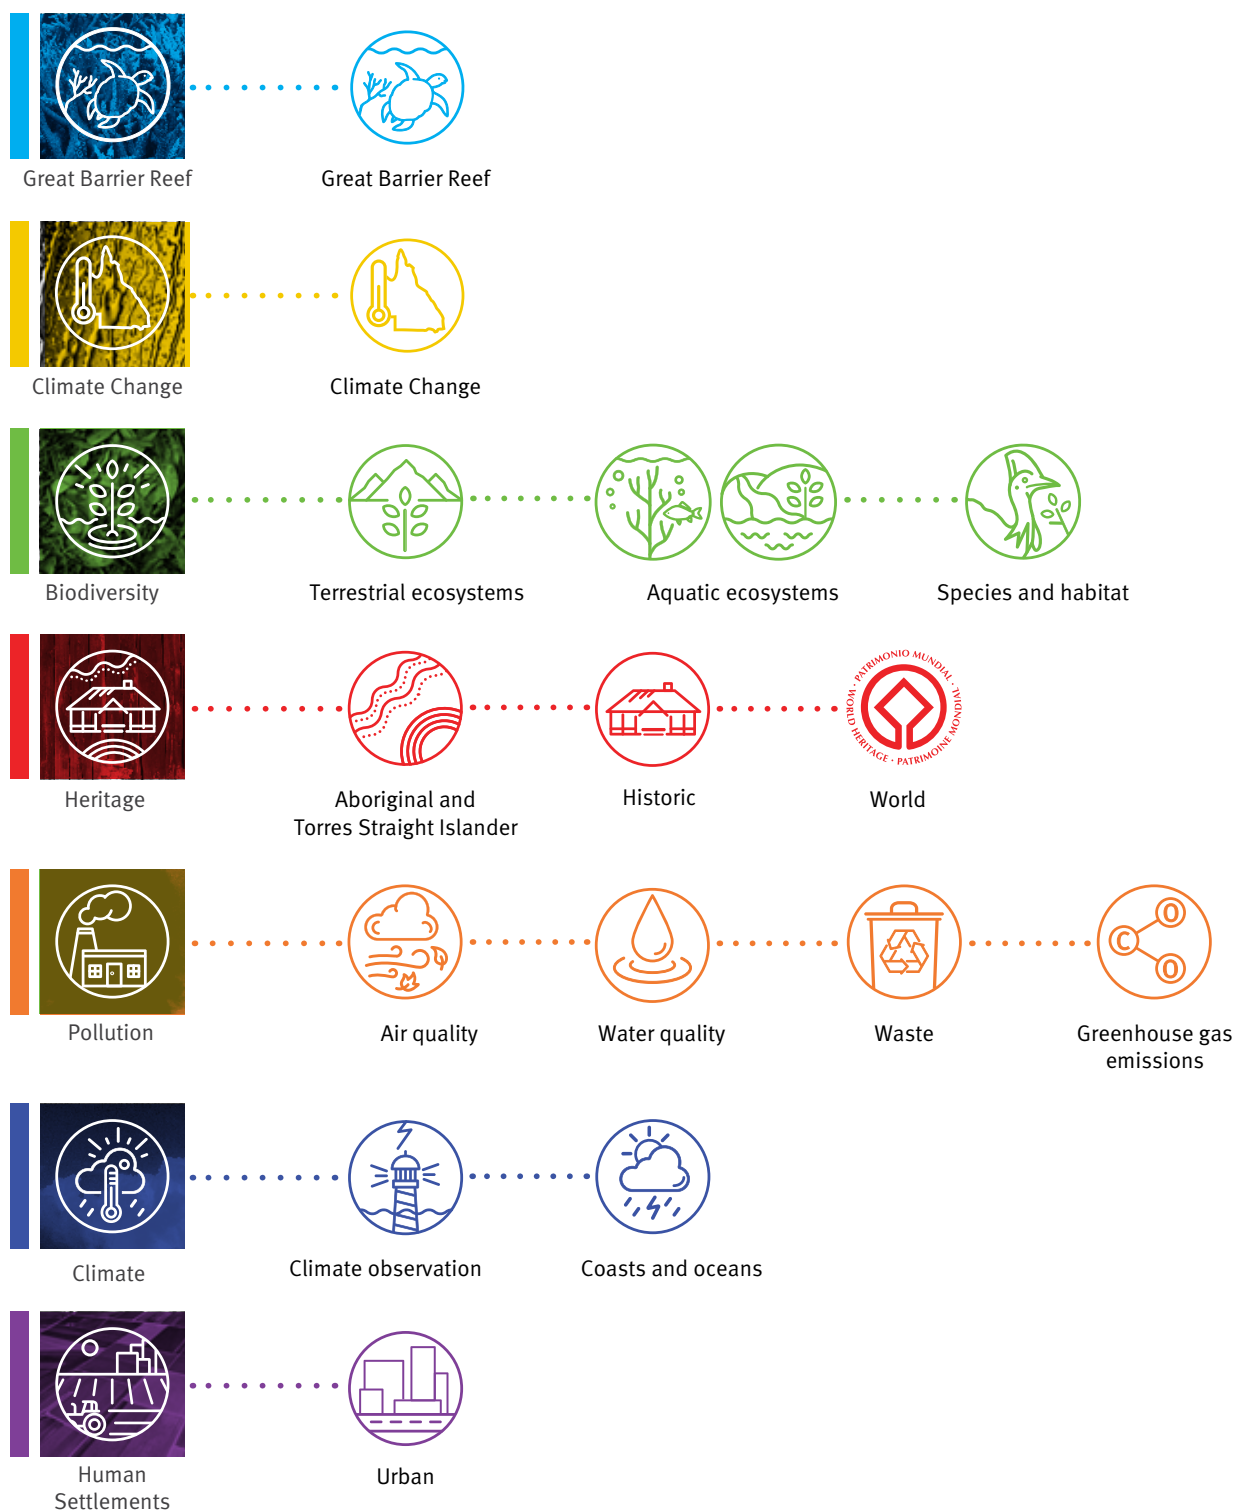 Great Barrier Reef
Great Barrier Reef
Climate Change
Climate Change
Biodiversity
Terrestrial ecosystems
Aquatic ecosystems
Species and habitat
WORLD HERITAGE · PATRIMOINE MONDIAL · PATRIMONIO MUNDIAL ·
Heritage
Aboriginal and
Torres Straight Islander
Historic
World
C
O
O
Pollution
Air quality
Water quality
Waste
Greenhouse gas
emissions
Climate
Climate observation
Coasts and oceans
Human
Settlements
Urban